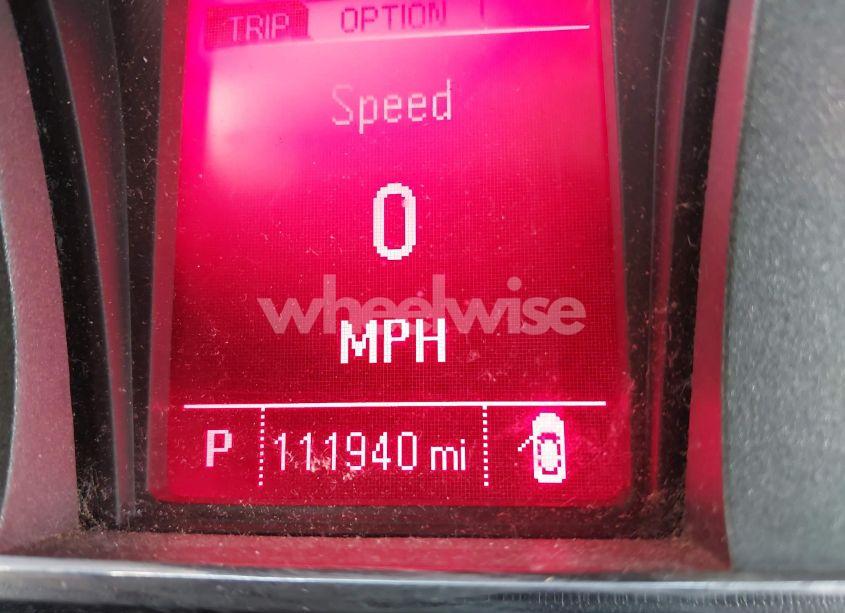 TRIP OPTION
Speed
0
wheelwise
MPH
P 111940 mi